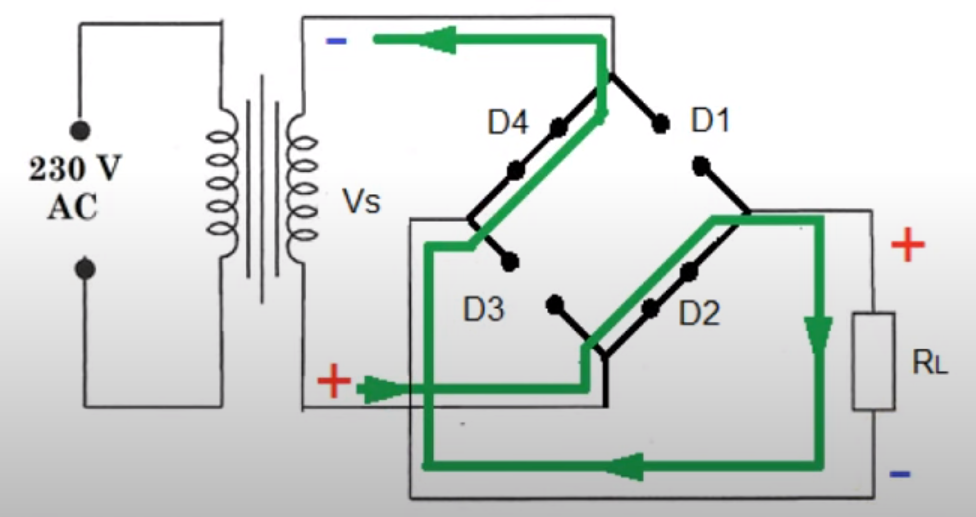 -
D4
D1
230 V
AC
Vs
+
D3
D2
+
RL
-